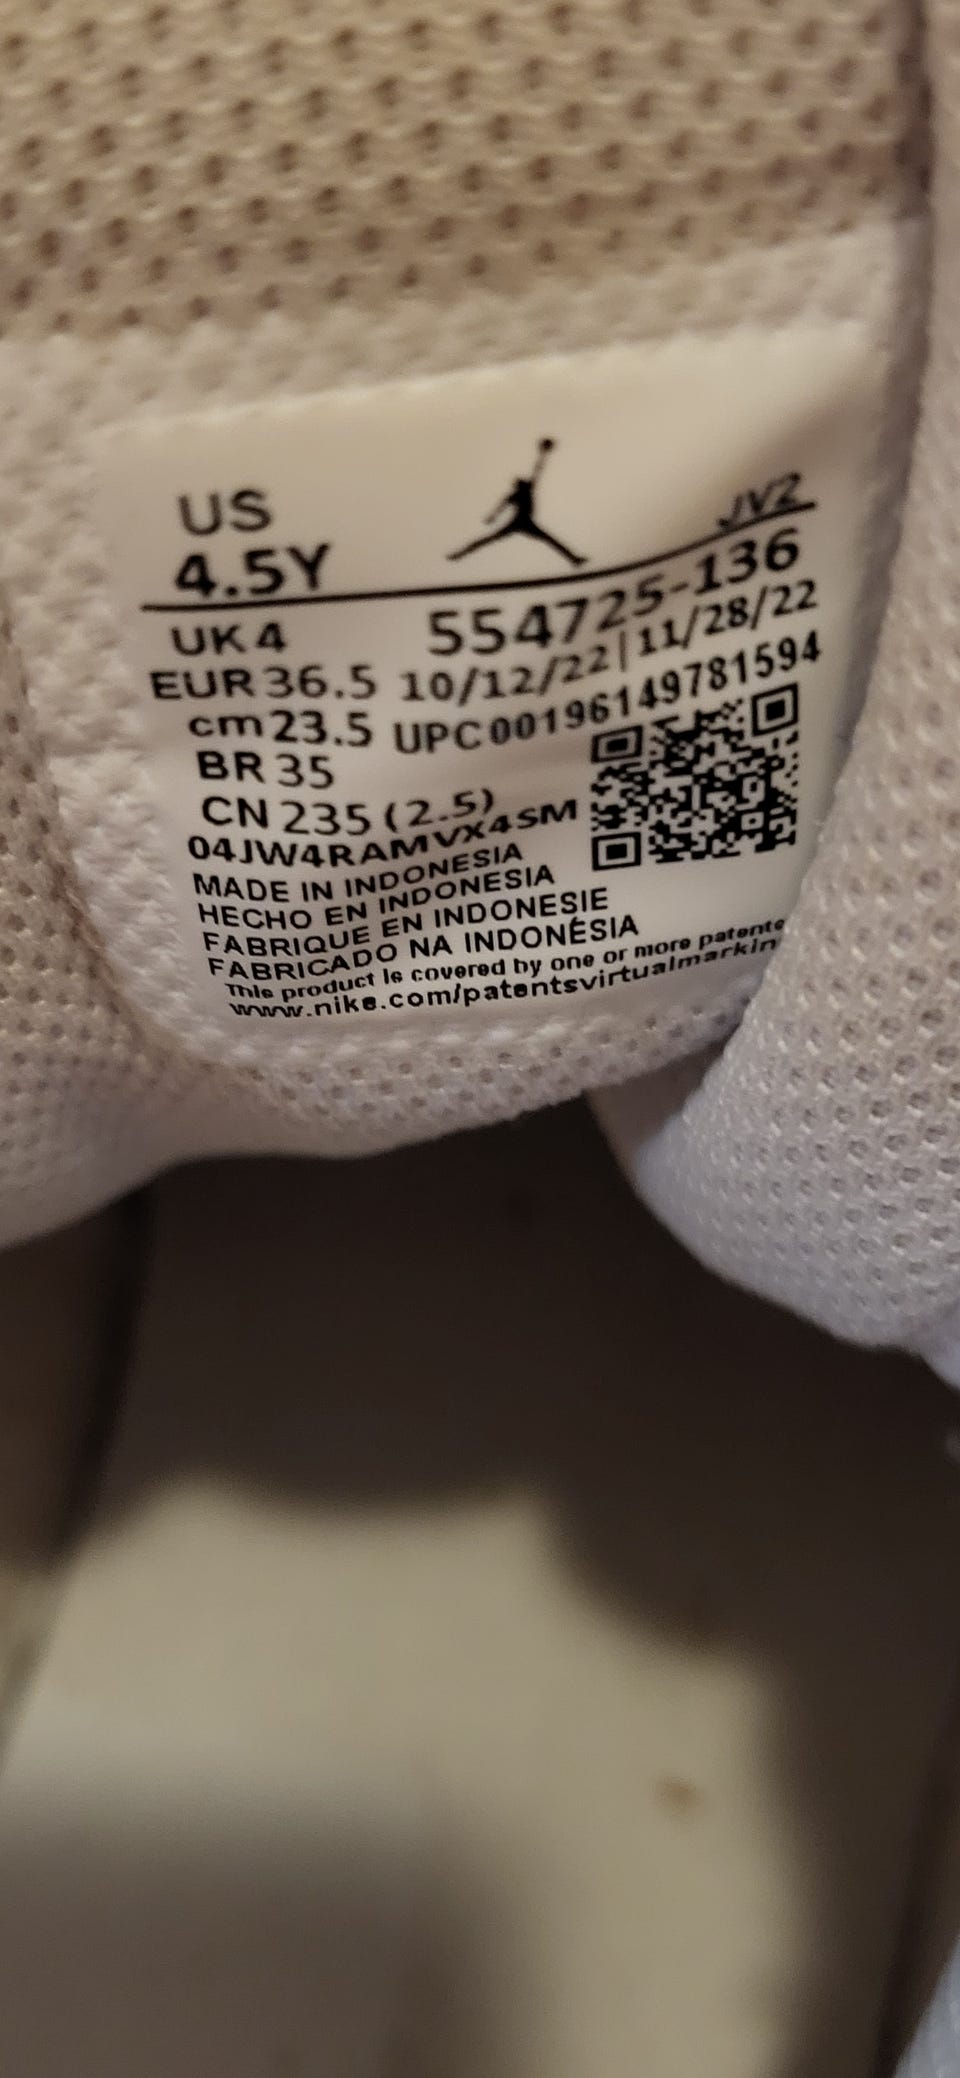 US
4.5Y
JV2
UK 4
554725-136
EUR 36.5
10/12/22 | 11/28/22
cm 23.5
UPC 00196149781594
BR 35
CN 235 (2.5)
04JW4RAMVX4SM
MADE IN INDONESIA
HECHO EN INDONESIA
FABRIQUE EN INDONESIE
FABRICADO NA INDONÉSIA
This product is covered by one or more patents
www.nike.com/patentsvirtualmarkin